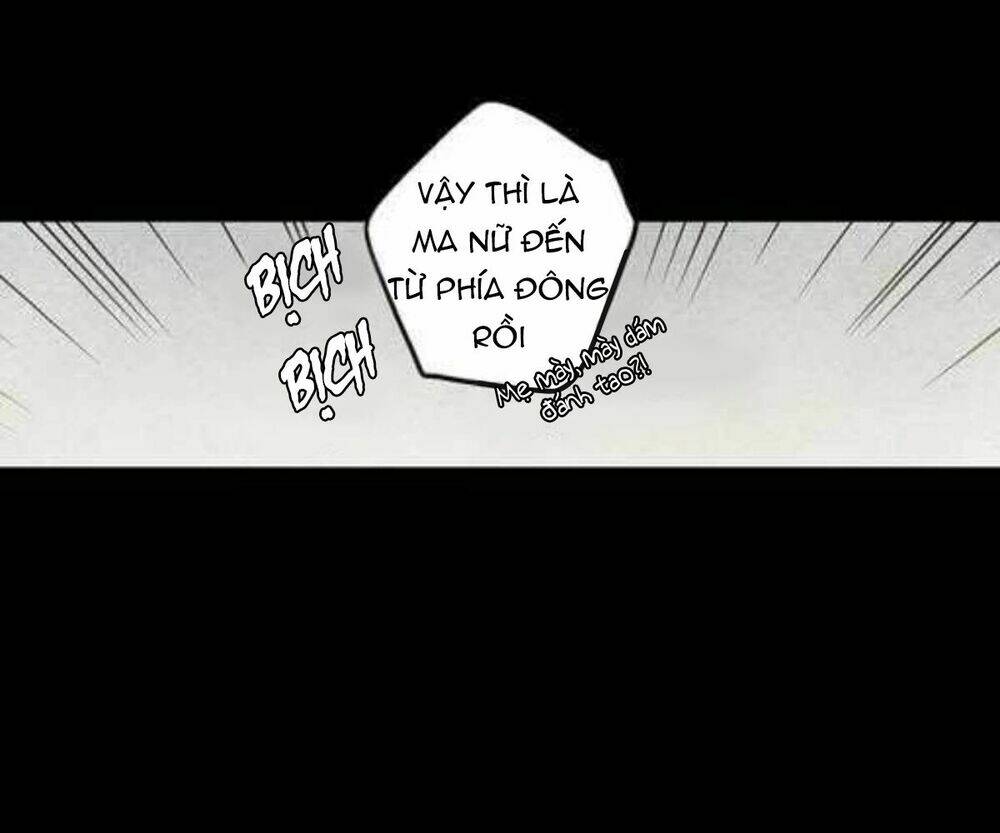 VẬY THÌ LÀ
MA NỮ ĐẾN
TỪ PHÍA ĐÔNG
RỒI
BỊCH
BỊCH
Mẹ mày, mày dám
đánh tao?!